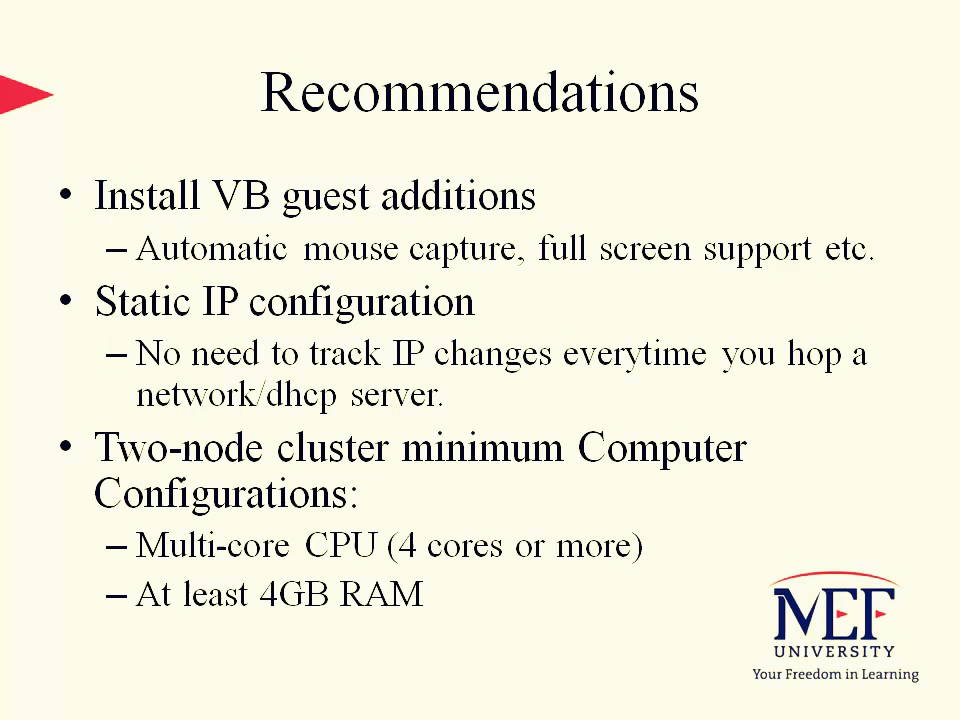 Recommendations
• Install VB guest additions
– Automatic mouse capture, full screen support etc.
• Static IP configuration
– No need to track IP changes everytime you hop a
network/dhcp server.
• Two-node cluster minimum Computer
Configurations:
– Multi-core CPU (4 cores or more)
– At least 4GB RAM
MEF
UNIVERSITY
Your Freedom in Learning